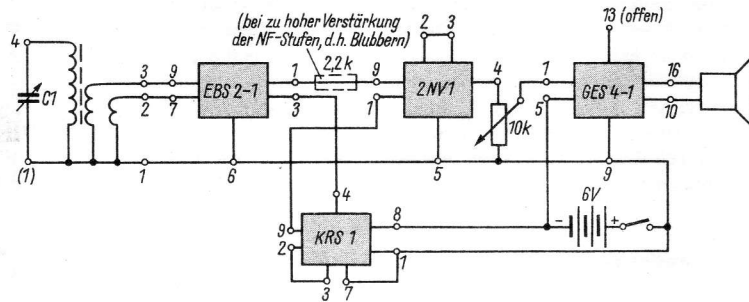 13 (offen)
(bei zu hoher Verstärkung
der NF-Stufen, d.h. Blubbern)
2 3
4
3 9
EBS 2-1
1
2,2k
9
2NV1
4
1
GES 4-1
16
C1
2 7
3
1
10k
5
10
(1)
1
6
5
9
4
6V
- +
9
KRS 1
8
2
3 7
1